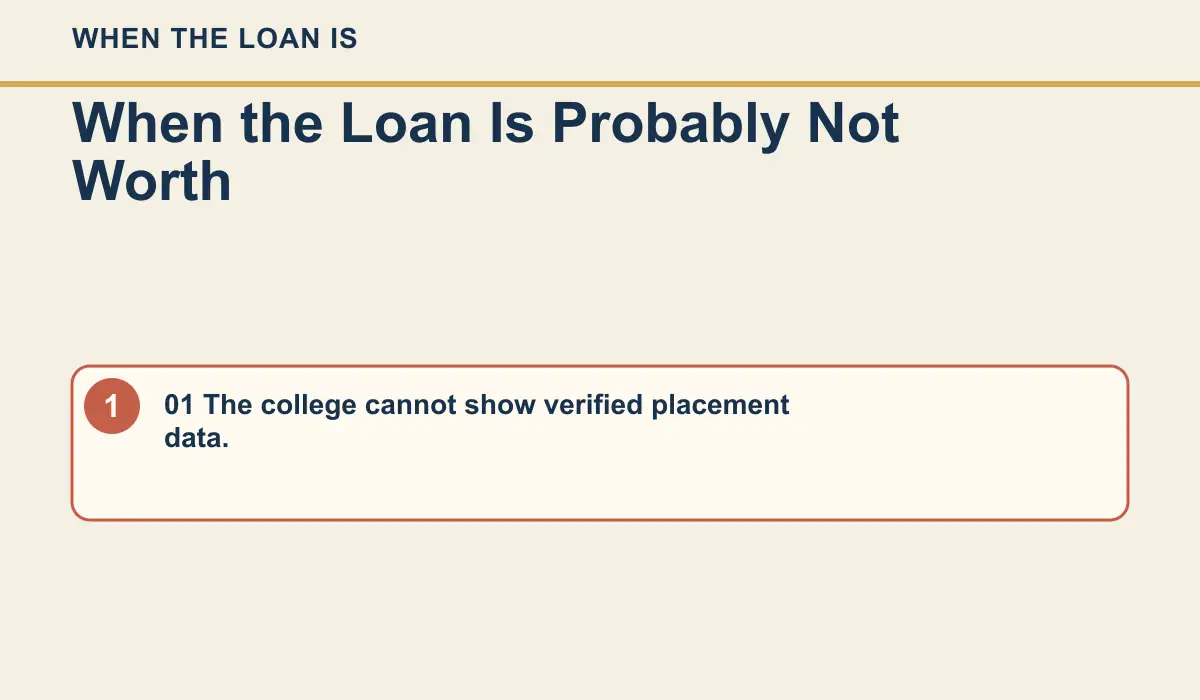 WHEN THE LOAN IS
When the Loan Is Probably Not
Worth
1
01 The college cannot show verified placement
data.